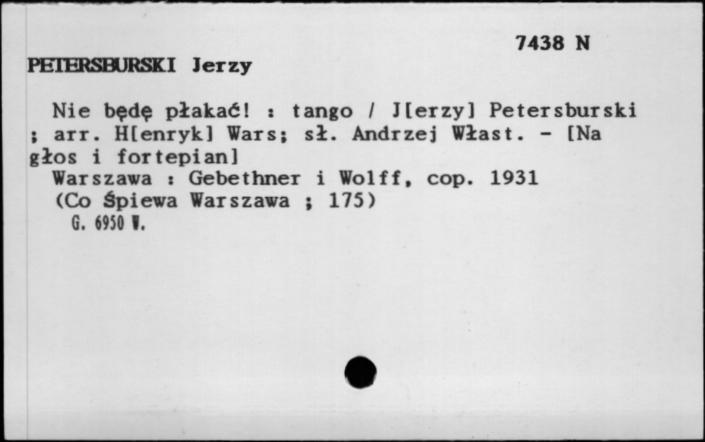 7438 N
PETERSBURSKI Jerzy
Nie będę płakać! : tango / J[erzy] Petersburski
; arr. H[enryk] Wars; sł. Andrzej Włast. - [Na
głos i fortepian]
Warszawa : Gebethner i Wolff, cop. 1931
(Co Śpiewa Warszawa ; 175)
G. 6950 W.